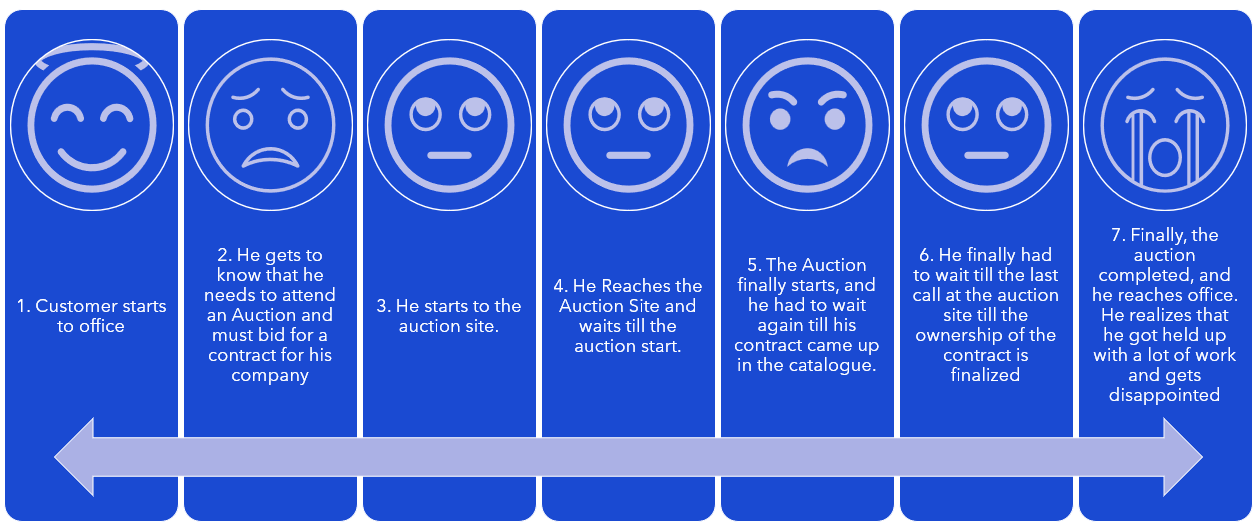 1. Customer starts
to office
2. He gets to
know that he
needs to attend
an Auction and
must bid for a
contract for his
company
3. He starts to the
auction site.
4. He Reaches the
Auction Site and
waits till the
auction start.
5. The Auction
finally starts, and
he had to wait
again till his
contract came up
in the catalogue.
6. He finally had
to wait till the last
call at the auction
site till the
ownership of the
contract is
finalized
7. Finally, the
auction
completed, and
he reaches office.
He realizes that
he got held up
with a lot of work
and gets
disappointed